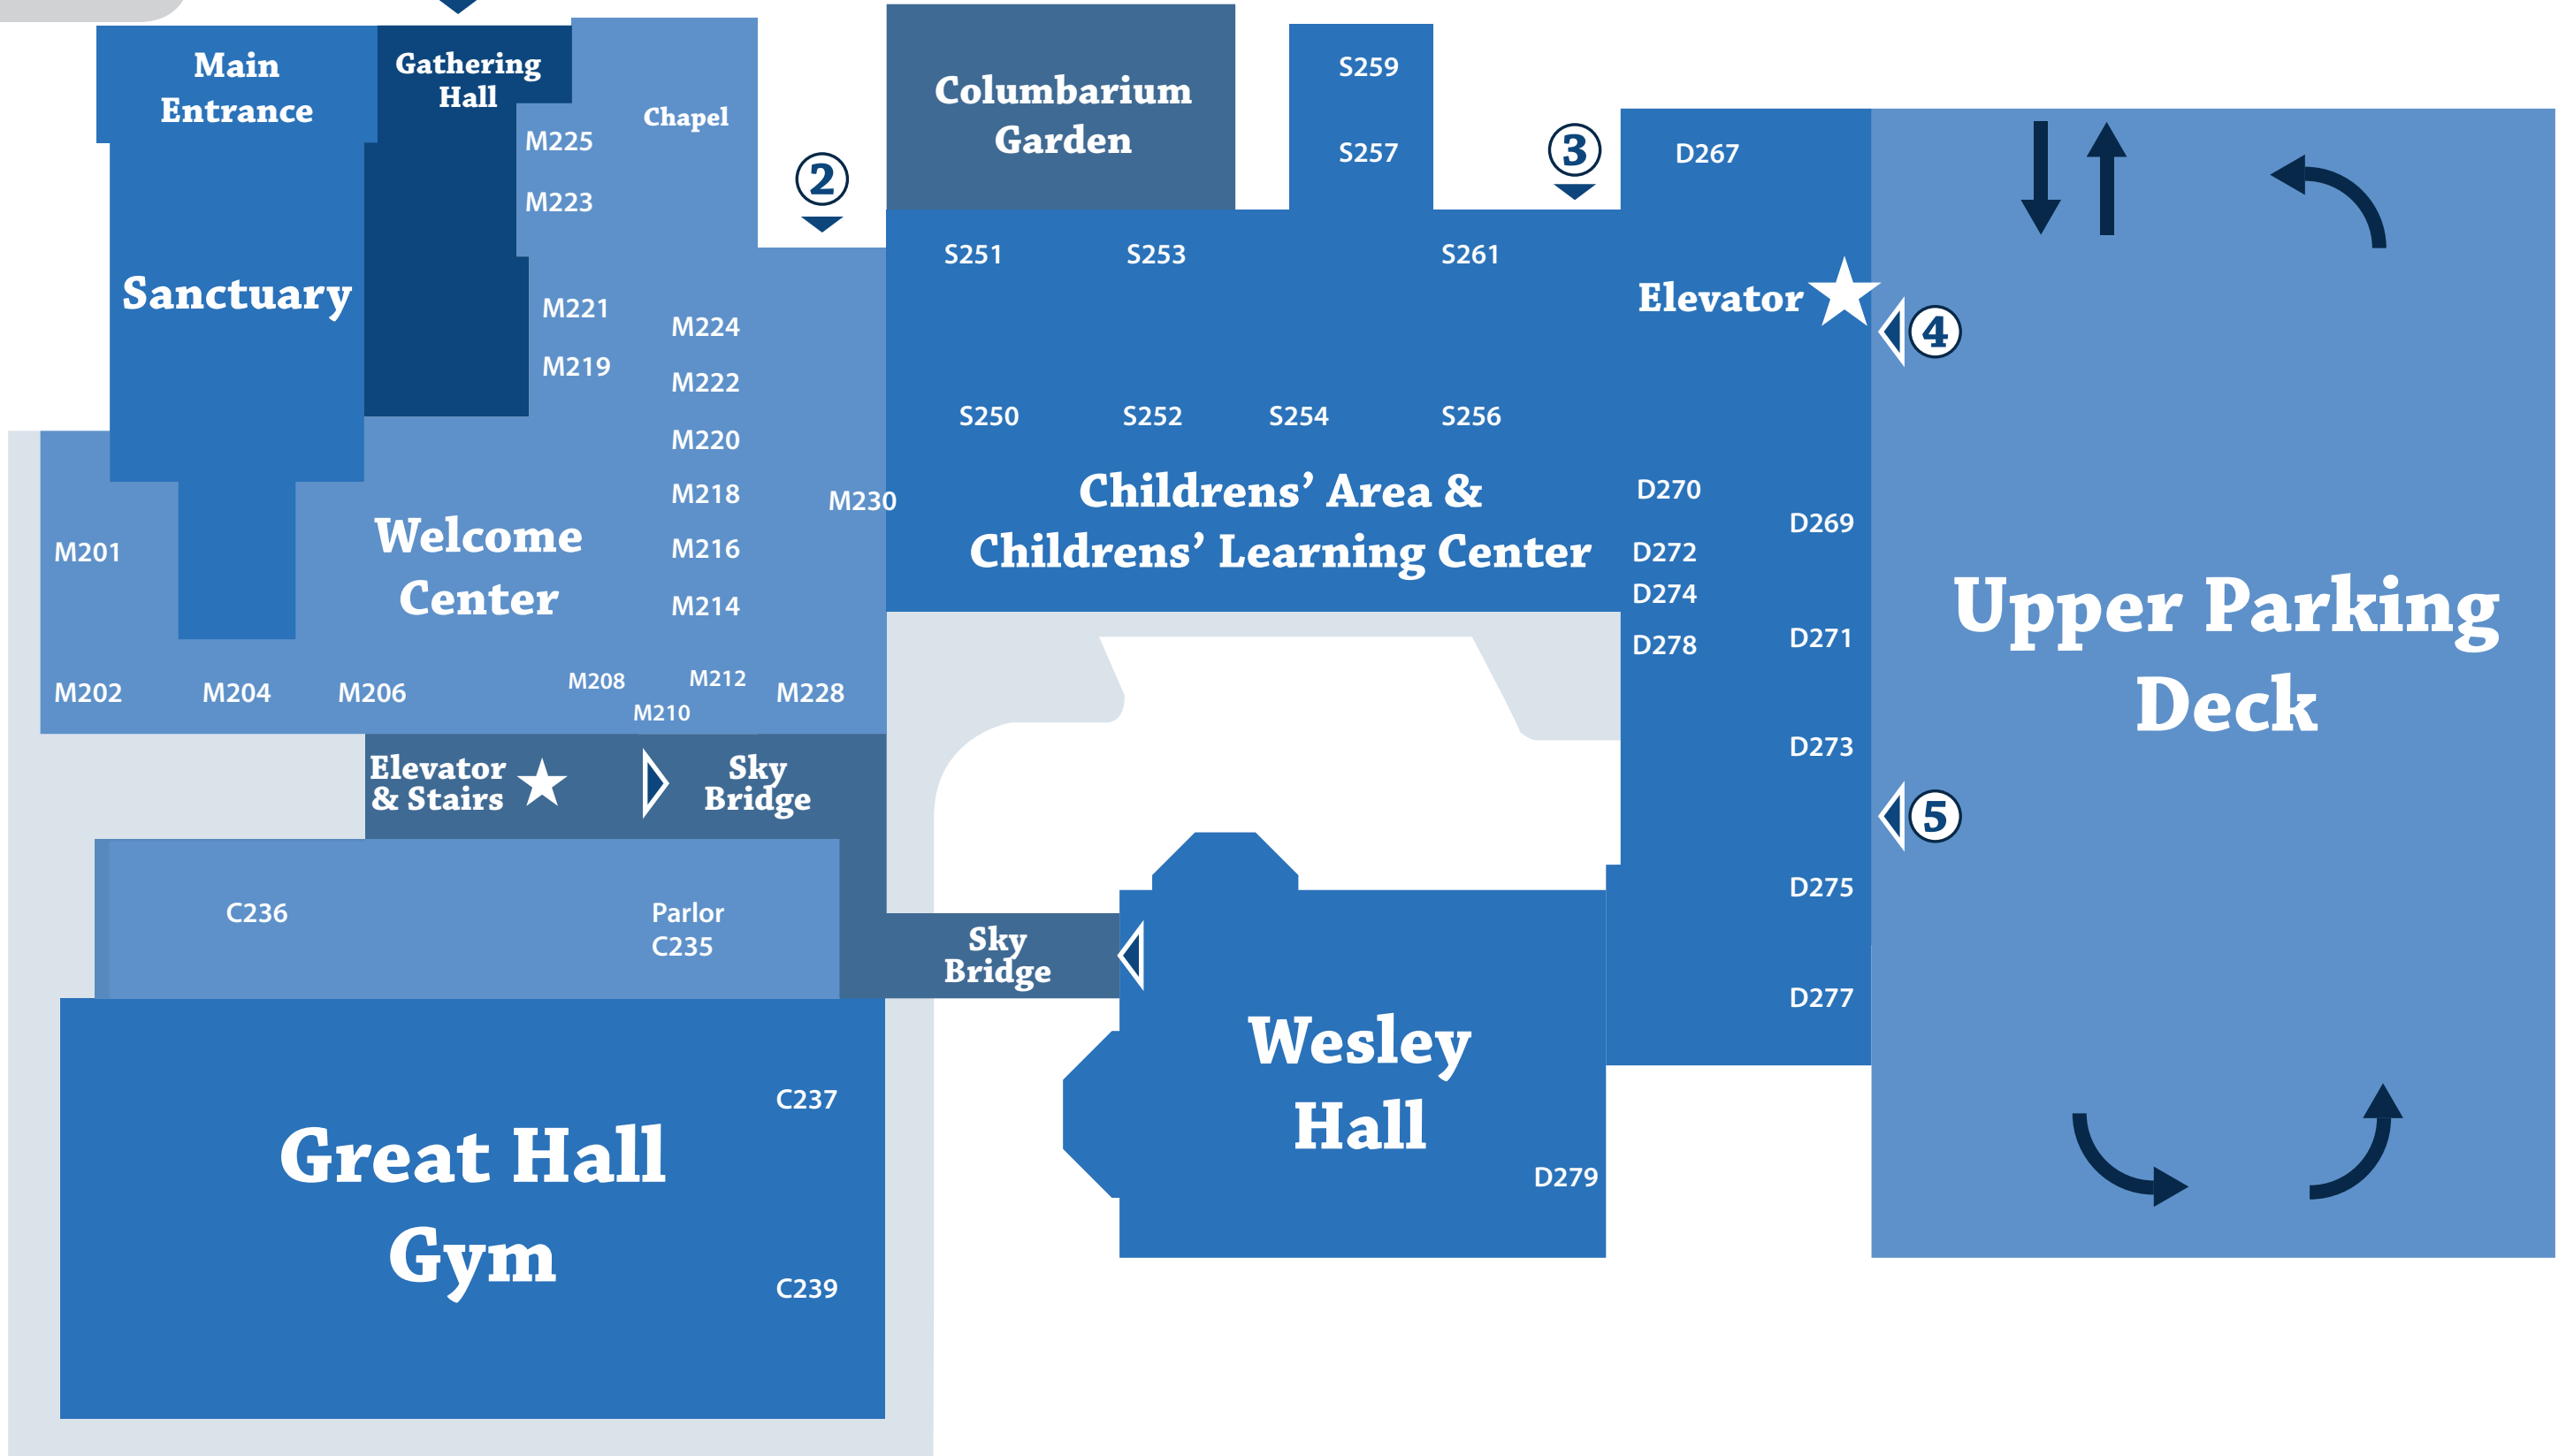 Main
Entrance
Gathering
Hall
Chapel
M225
M223
Sanctuary
M221
M219
M224
M222
M220
M218
M216
M214
M230
Welcome
Center
M201
M202
M204
M206
M208
M210
M212
M228
2
Columbarium
Garden
S259
S257
3
D267
S251
S253
S261
Elevator
4
S250
S252
S254
S256
Childrens’ Area &
Childrens’ Learning Center
D270
D269
D272
D274
D278
D271
D273
5
D275
D277
Upper Parking
Deck
Elevator
& Stairs
Sky
Bridge
C236
Parlor
C235
Sky
Bridge
Wesley
Hall
D279
Great Hall
Gym
C237
C239